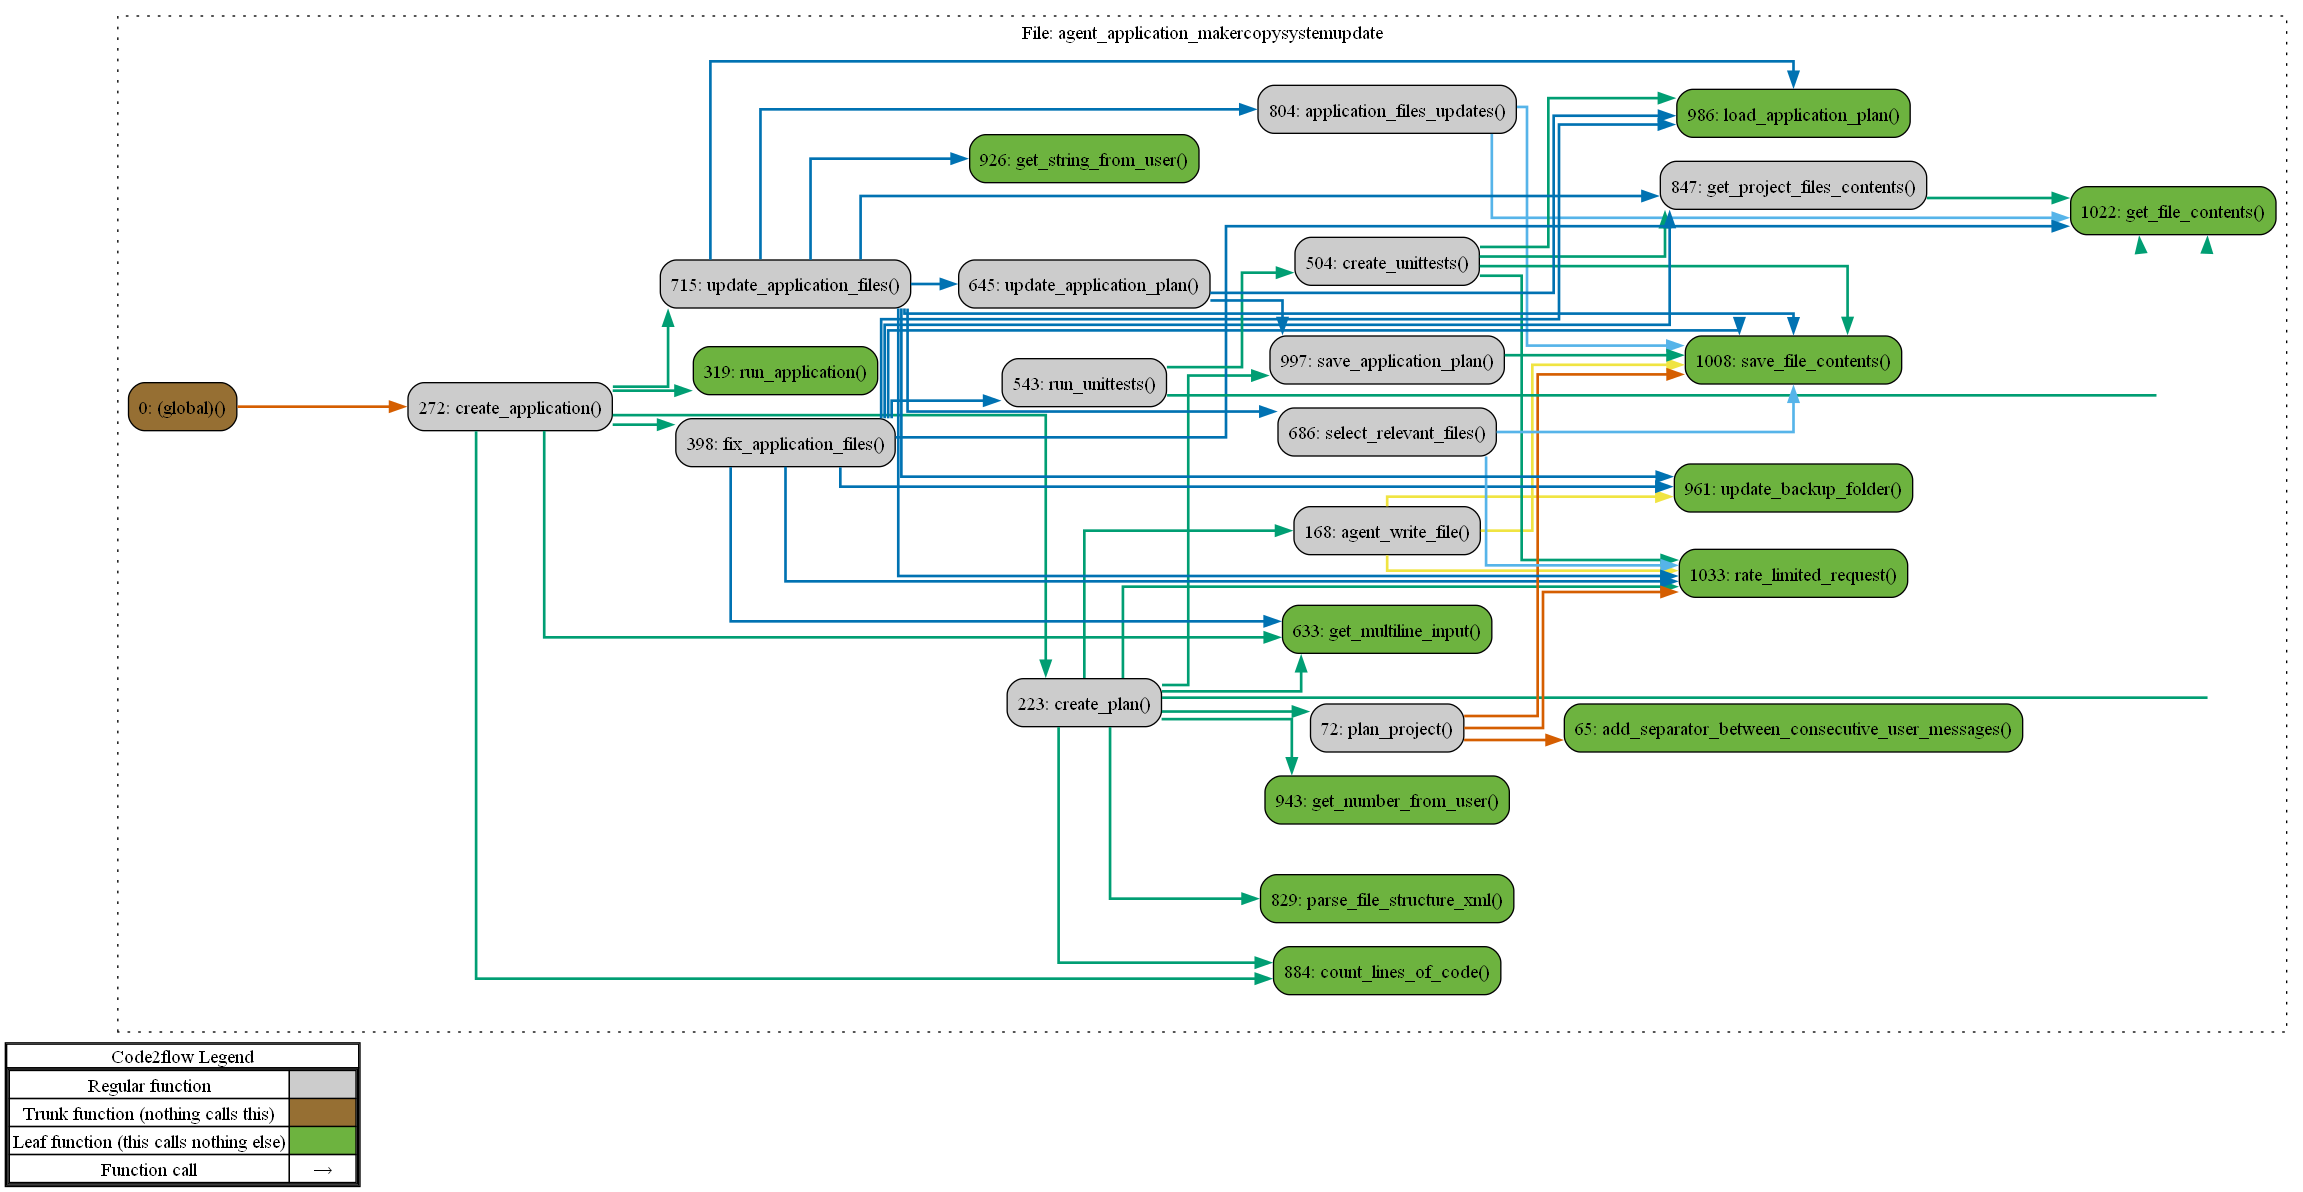 File: agent_application_makercopysystemupdate
804: application_files_updates()
986: load_application_plan()
926: get_string_from_user()
847: get_project_files_contents()
1022: get_file_contents()
504: create_unittests()
715: update_application_files()
645: update_application_plan()
997: save_application_plan()
1008: save_file_contents()
319: run_application()
543: run_unittests()
0: (global)()
272: create_application()
398: fix_application_files()
686: select_relevant_files()
961: update_backup_folder()
168: agent_write_file()
1033: rate_limited_request()
633: get_multiline_input()
223: create_plan()
72: plan_project()
65: add_separator_between_consecutive_user_messages()
943: get_number_from_user()
829: parse_file_structure_xml()
884: count_lines_of_code()
Code2flow Legend
Regular function
Trunk function (nothing calls this)
Leaf function (this calls nothing else)
Function call →